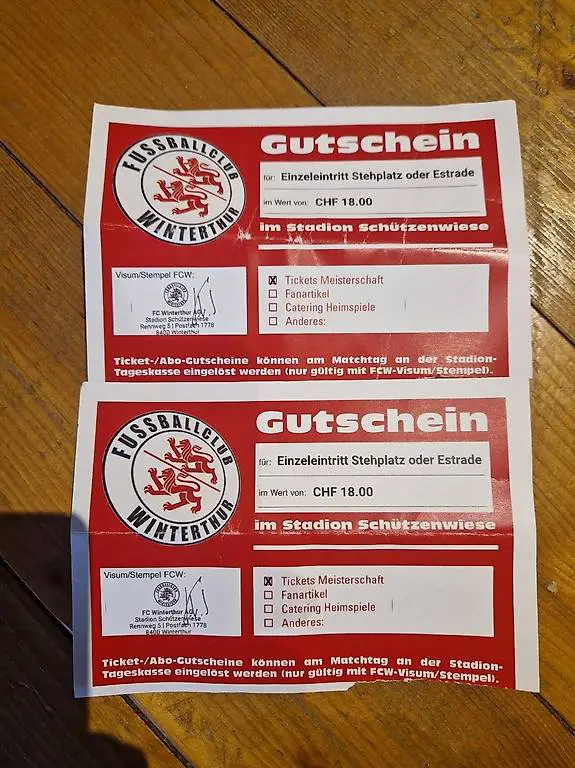 FUSSBALLCLUB
WINTERTHUR
Gutschein
für: Einzeleintritt Stehplatz oder Estrade
im Wert von: CHF 18.00
im Stadion Schützenwiese
Visum/Stempel FCW:
FC Winterthur AG
Stadion Schützenwiese
Rennweg 5 | Postfach 1778
8400 Winterthur
x Tickets Meisterschaft
Fanartikel
Catering Heimspiele
Anderes:
Ticket-/Abo-Gutscheine können am Matchtag an der Stadion-
Tageskasse eingelöst werden (nur gültig mit FCW-Visum/Stempel).
FUSSBALLCLUB
WINTERTHUR
Gutschein
für: Einzeleintritt Stehplatz oder Estrade
im Wert von: CHF 18.00
im Stadion Schützenwiese
Visum/Stempel FCW:
FC Winterthur AG
Stadion Schützenwiese
Rennweg 5 | Postfach 1778
8400 Winterthur
x Tickets Meisterschaft
Fanartikel
Catering Heimspiele
Anderes:
Ticket-/Abo-Gutscheine können am Matchtag an der Stadion-
Tageskasse eingelöst werden (nur gültig mit FCW-Visum/Stempel).